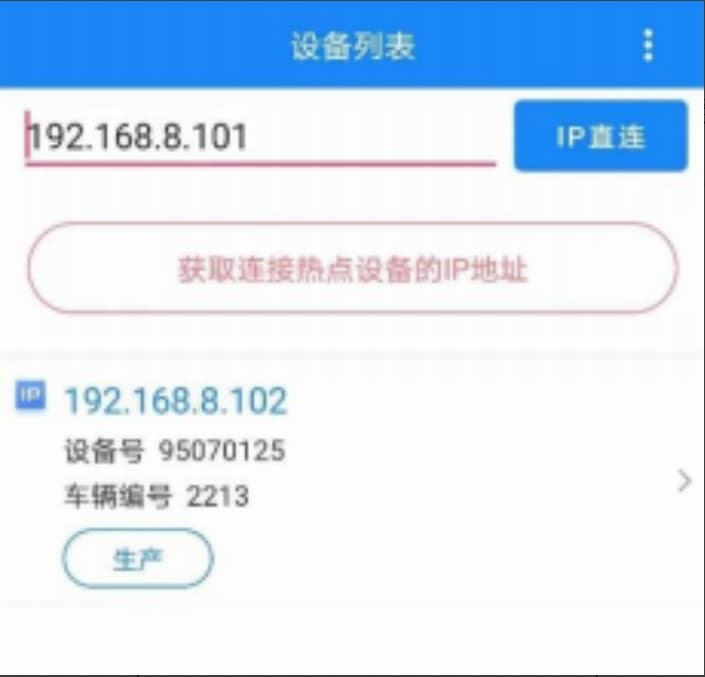 设备列表
192.168.8.101
IP直连
获取连接热点设备的IP地址
IP
192.168.8.102
设备号 95070125
车辆编号 2213
生产